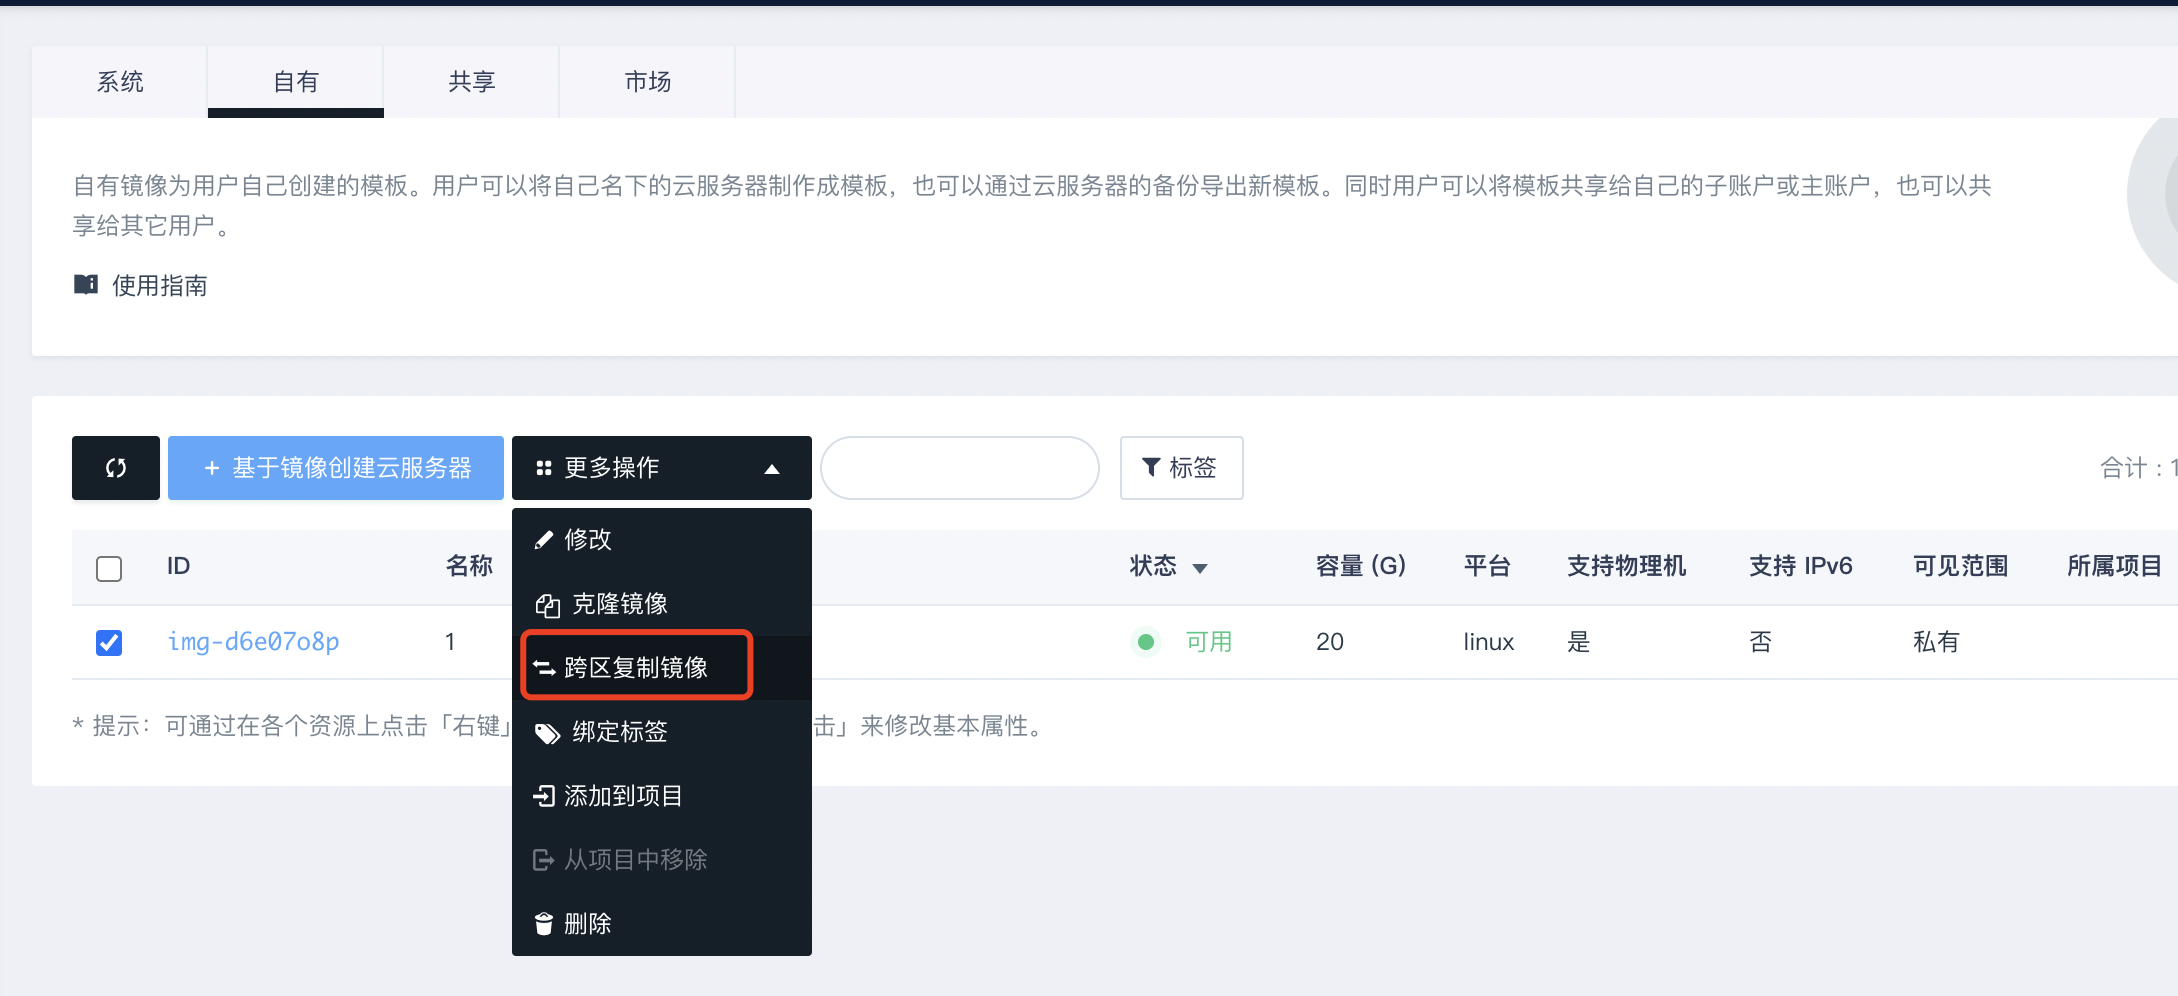 系统
自有
共享
市场
自有镜像为用户自己创建的模板。用户可以将自己名下的云服务器制作成模板，也可以通过云服务器的备份导出新模板。同时用户可以将模板共享给自己的子账户或主账户，也可以共
享给其它用户。
使用指南
+ 基于镜像创建云服务器
更多操作
标签
合计：1
修改
克隆镜像
跨区复制镜像
绑定标签
添加到项目
从项目中移除
删除
ID 名称 状态 容量 (G) 平台 支持物理机 支持 IPv6 可见范围 所属项目
img-d6e07o8p 1 可用 20 linux 是 否 私有
* 提示：可通过在各个资源上点击「右键」
击」来修改基本属性。